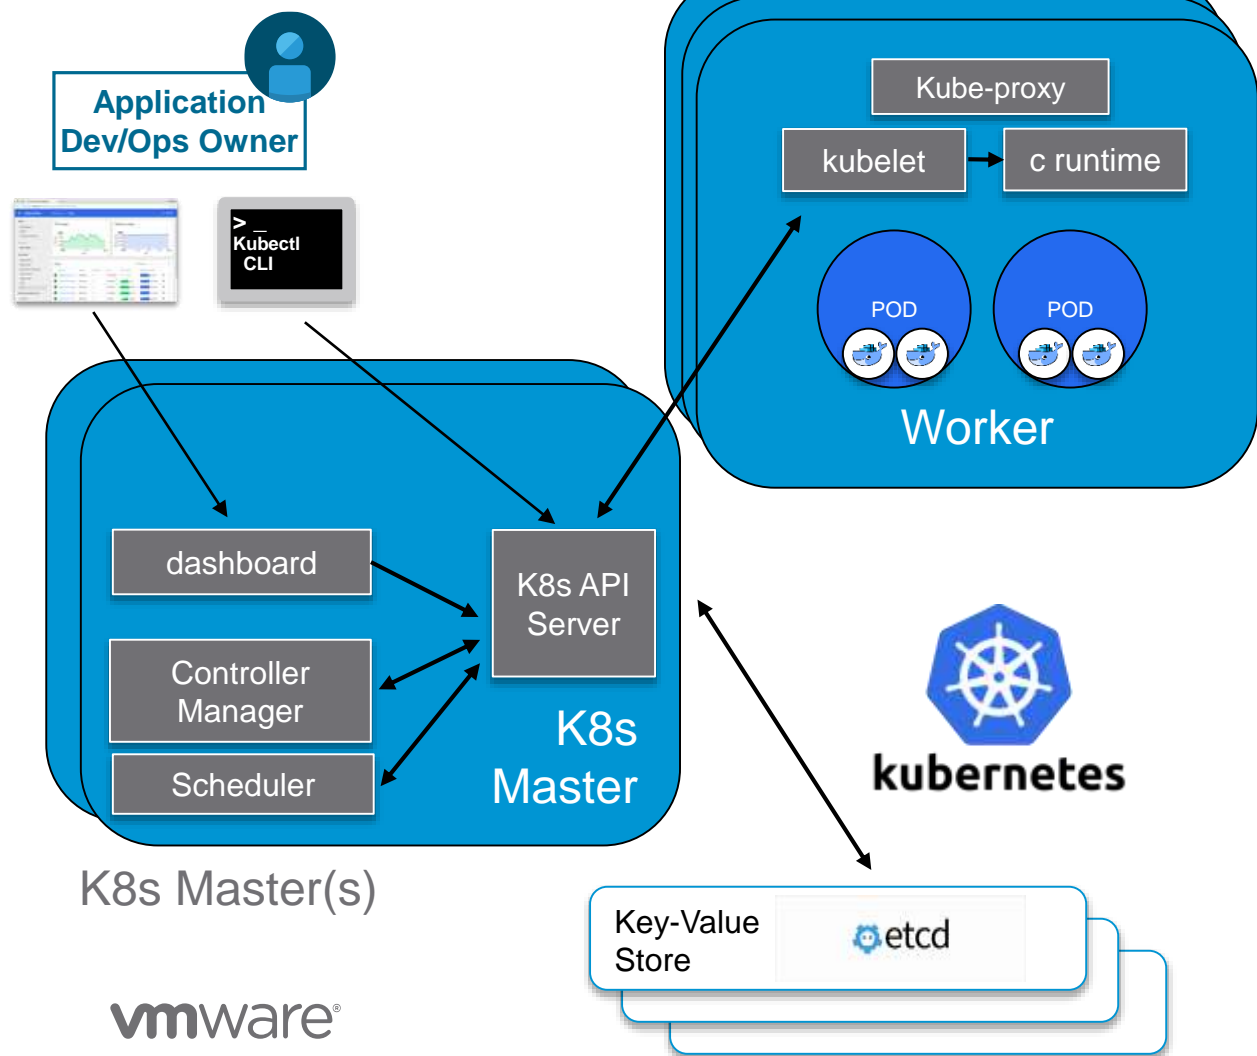 Application
Dev/Ops Owner
> _
Kubectl
CLI
Kube-proxy
kubelet
c runtime
POD
POD
Worker
dashboard
K8s API
Server
Controller
Manager
Scheduler
K8s
Master
K8s Master(s)
kubernetes
Key-Value
Store
etcd
vmware®